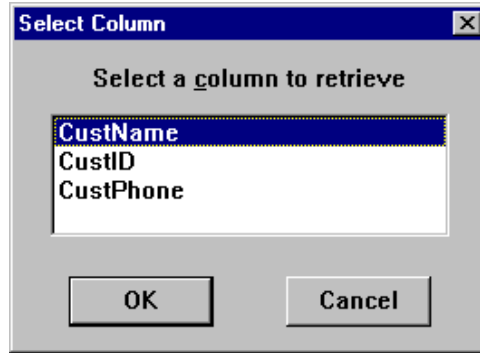 Select Column
Select a column to retrieve
CustName
CustID
CustPhone
OK Cancel